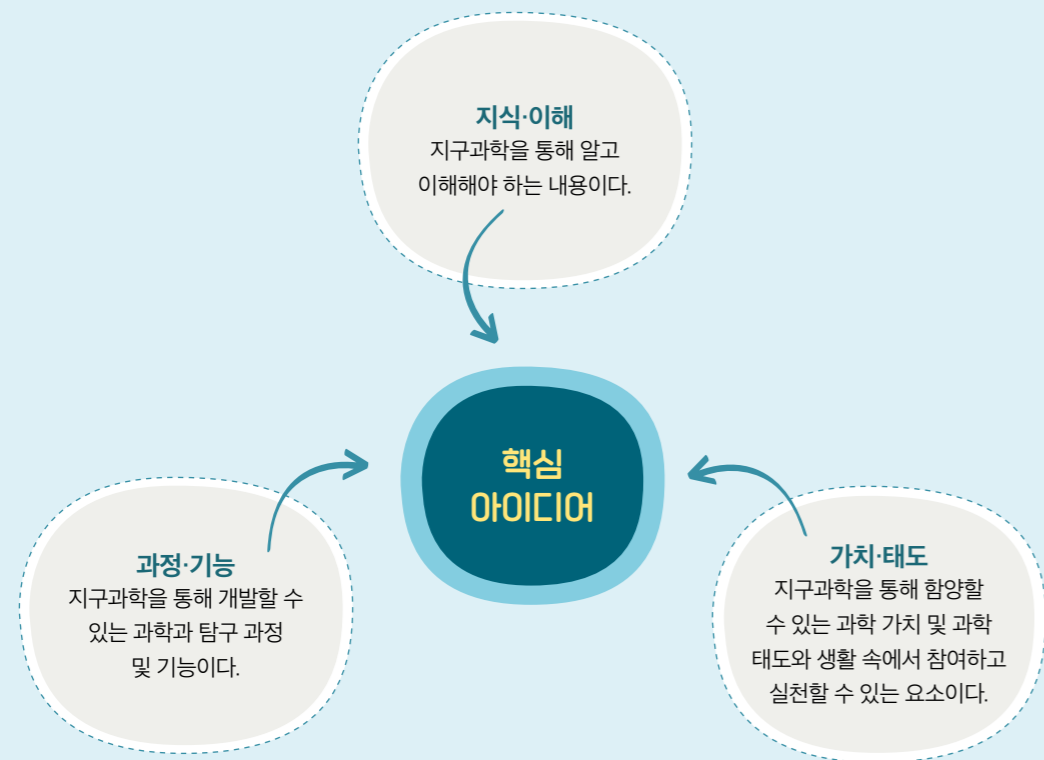 지식·이해
지구과학을 통해 알고
이해해야 하는 내용이다.
핵심
아이디어
과정·기능
지구과학을 통해 개발할 수
있는 과학과 탐구 과정
및 기능이다.
가치·태도
지구과학을 통해 함양할
수 있는 과학 가치 및 과학
태도와 생활 속에서 참여하고
실천할 수 있는 요소이다.